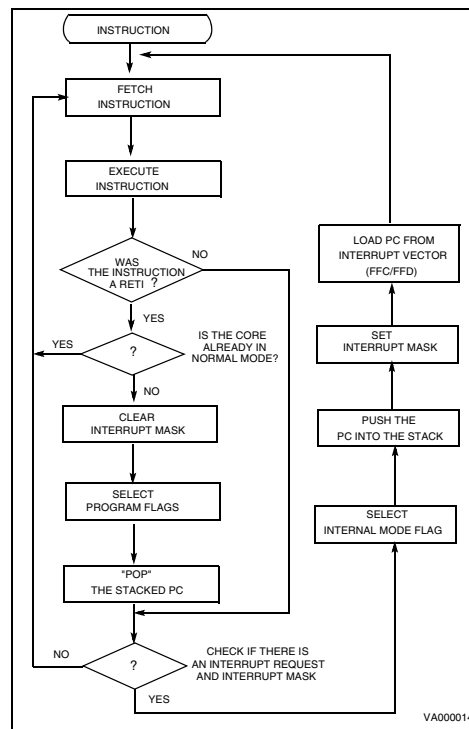 INSTRUCTION
FETCH
INSTRUCTION
EXECUTE
INSTRUCTION
WAS
THE INSTRUCTION
A RETI ?
NO
YES
?
YES
IS THE CORE
ALREADY IN
NORMAL MODE?
NO
CLEAR
INTERRUPT MASK
SELECT
PROGRAM FLAGS
"POP"
THE STACKED PC
?
NO
CHECK IF THERE IS
AN INTERRUPT REQUEST
AND INTERRUPT MASK
YES
SELECT
INTERNAL MODE FLAG
PUSH THE
PC INTO THE STACK
SET
INTERRUPT MASK
LOAD PC FROM
INTERRUPT VECTOR
(FFC/FFD)
VA000014